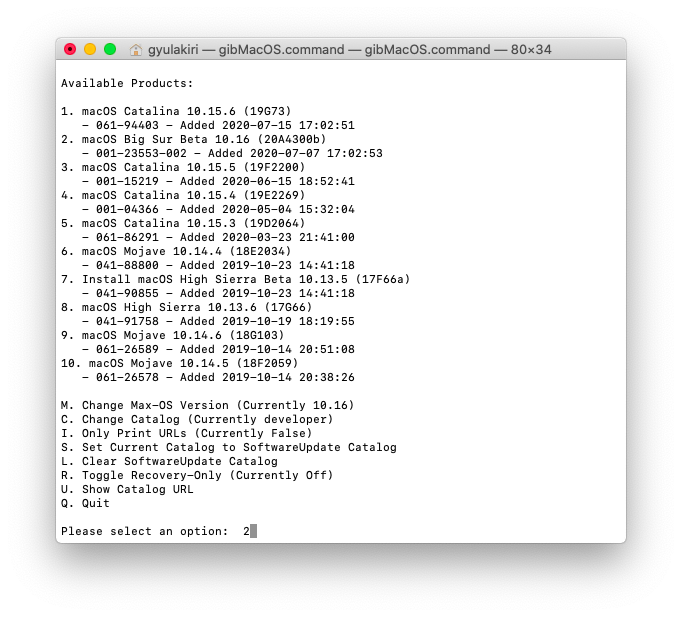 gyulakiri — gibMacOS.command — gibMacOS.command — 80×34
Available Products:
1. macOS Catalina 10.15.6 (19G73)
- 061-94403 - Added 2020-07-15 17:02:51
2. macOS Big Sur Beta 10.16 (20A4300b)
- 001-23553-002 - Added 2020-07-07 17:02:53
3. macOS Catalina 10.15.5 (19F2200)
- 001-15219 - Added 2020-06-15 18:52:41
4. macOS Catalina 10.15.4 (19E2269)
- 001-04366 - Added 2020-05-04 15:32:04
5. macOS Catalina 10.15.3 (19D2064)
- 061-86291 - Added 2020-03-23 21:41:00
6. macOS Mojave 10.14.4 (18E2034)
- 041-88800 - Added 2019-10-23 14:41:18
7. Install macOS High Sierra Beta 10.13.5 (17F66a)
- 041-90855 - Added 2019-10-23 14:41:18
8. macOS High Sierra 10.13.6 (17G66)
- 041-91758 - Added 2019-10-19 18:19:55
9. macOS Mojave 10.14.6 (18G103)
- 061-26589 - Added 2019-10-14 20:51:08
10. macOS Mojave 10.14.5 (18F2059)
- 061-26578 - Added 2019-10-14 20:38:26
M. Change Max-OS Version (Currently 10.16)
C. Change Catalog (Currently developer)
I. Only Print URLs (Currently False)
S. Set Current Catalog to SoftwareUpdate Catalog
L. Clear SoftwareUpdate Catalog
R. Toggle Recovery-Only (Currently Off)
U. Show Catalog URL
Q. Quit
Please select an option:  2